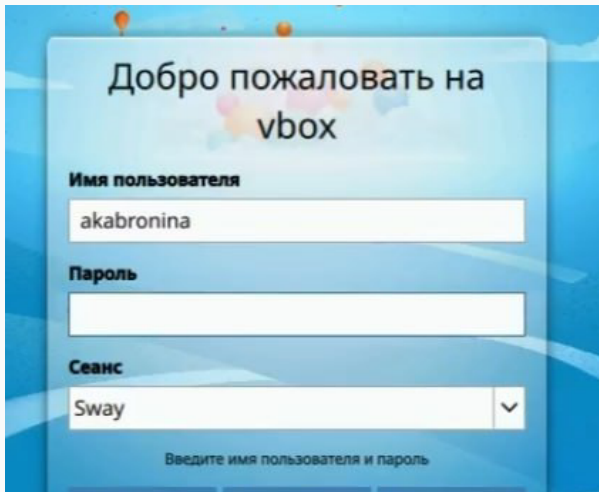 Добро пожаловать на
vbox
Имя пользователя
akabronina
Пароль
Сеанс
Sway
Введите имя пользователя и пароль